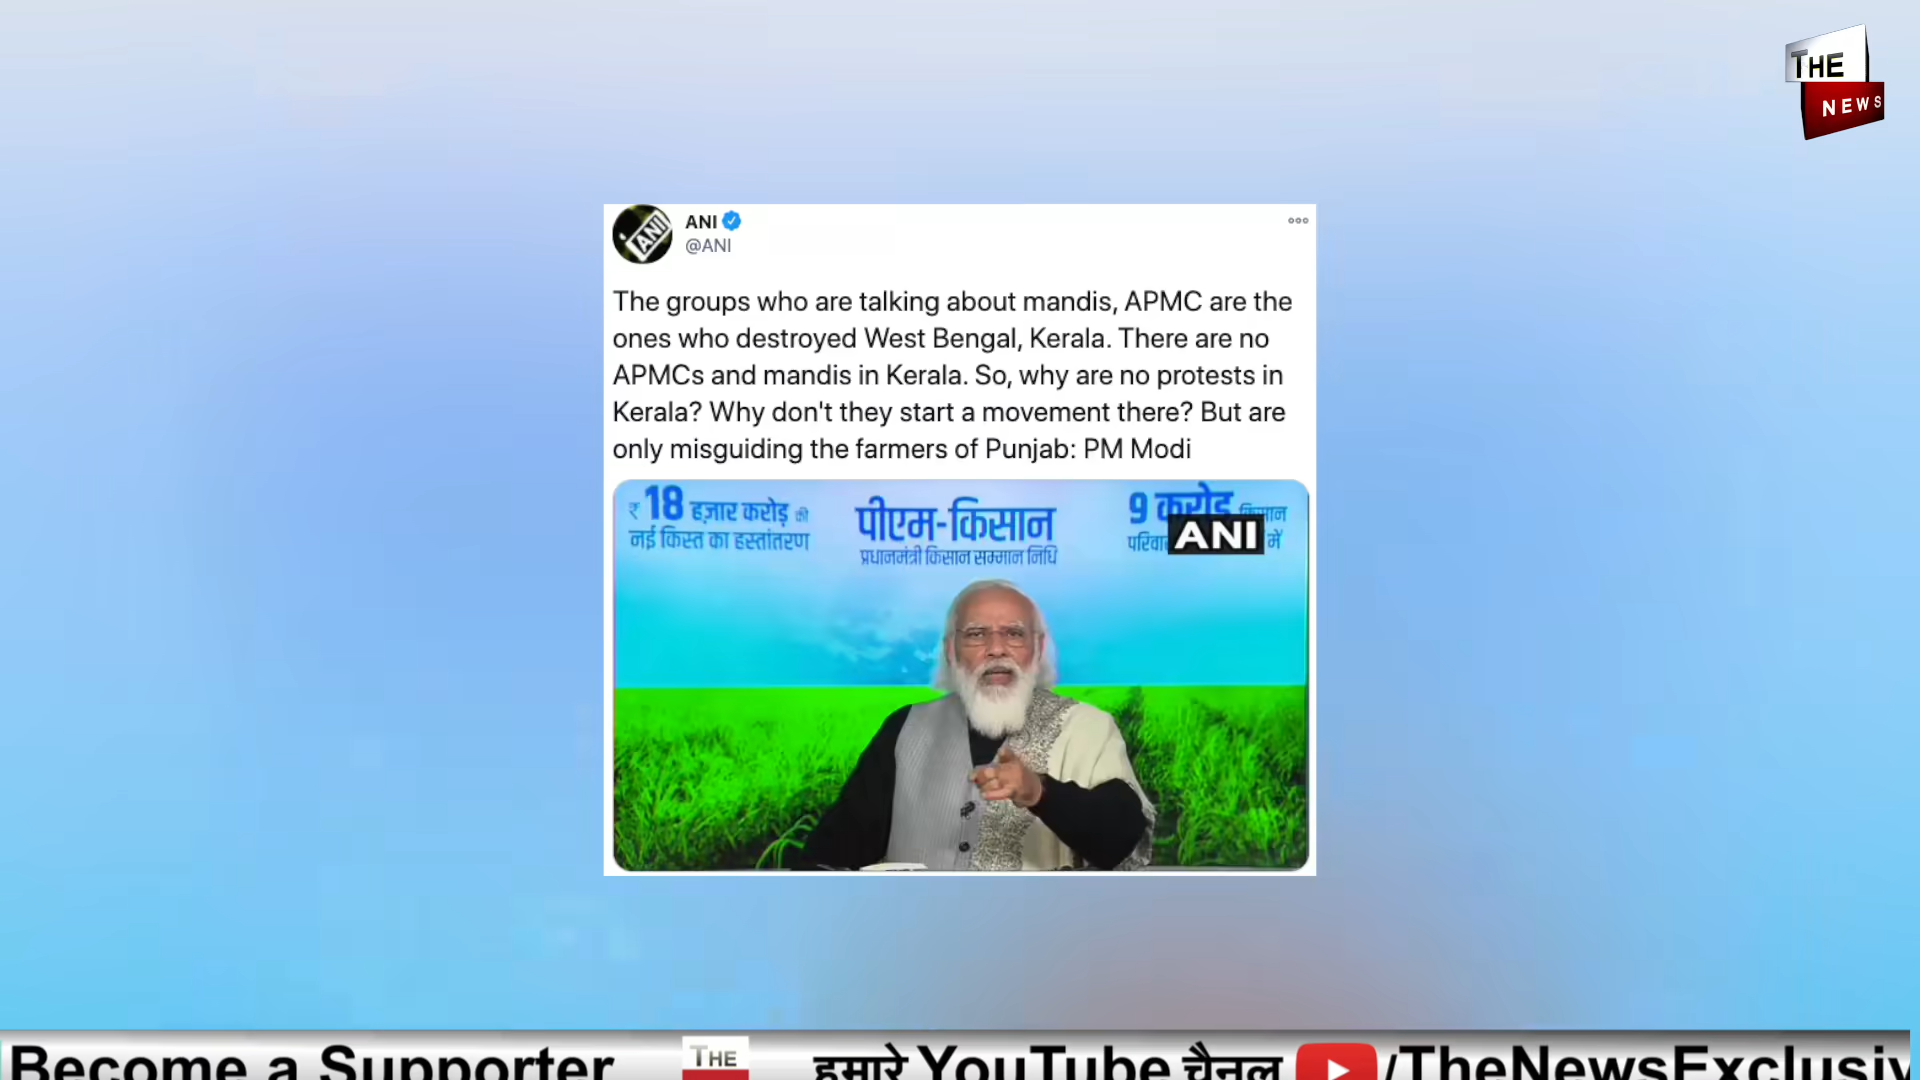 THE
NEWS
ANI
ANI
@ANI
The groups who are talking about mandis, APMC are the
ones who destroyed West Bengal, Kerala. There are no
APMCs and mandis in Kerala. So, why are no protests in
Kerala? Why don't they start a movement there? But are
only misguiding the farmers of Punjab: PM Modi
₹ 18 हज़ार करोड़ की
नई किस्त का हस्तांतरण
पीएम-किसान
प्रधानमंत्री किसान सम्मान निधि
9 करोड़ किसान
में
ANI
Become a Supporter
THE
हमारे YouTube चैनल /TheNewsExclusiv